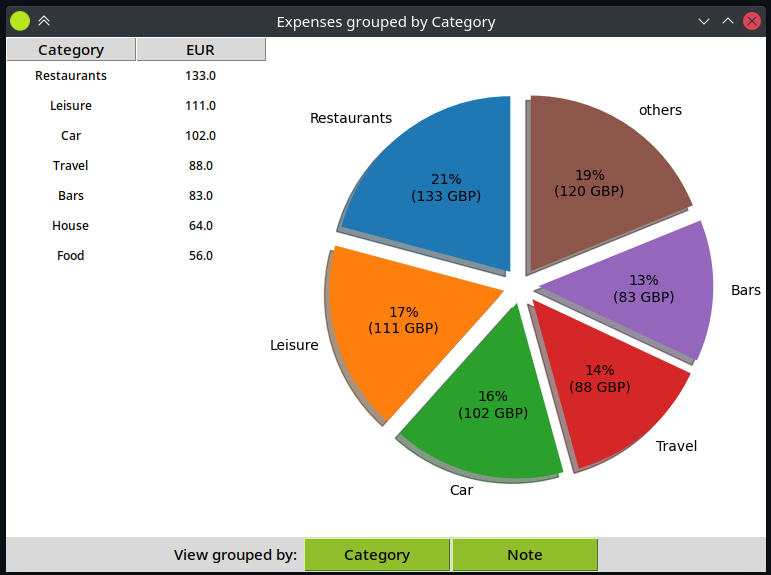 Expenses grouped by Category
Category EUR
Restaurants 133.0
Leisure 111.0
Car 102.0
Travel 88.0
Bars 83.0
House 64.0
Food 56.0
Restaurants
21%
(133 GBP)
others
19%
(120 GBP)
Bars
13%
(83 GBP)
Leisure
17%
(111 GBP)
Travel
14%
(88 GBP)
Car
16%
(102 GBP)
View grouped by: Category Note